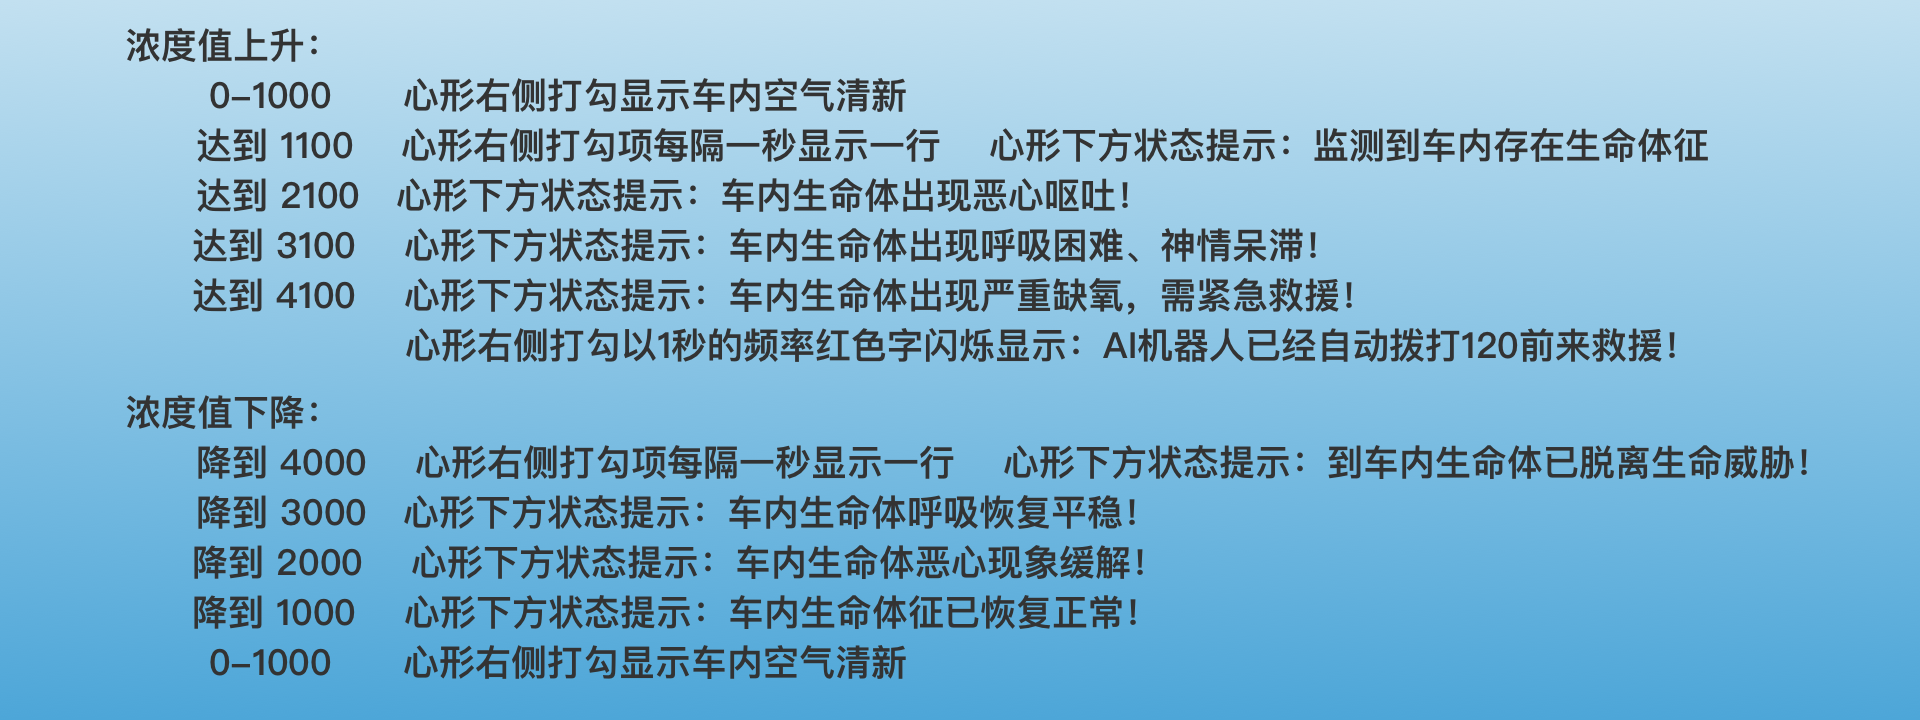 浓度值上升：
0–1000 心形右侧打勾显示车内空气清新
达到 1100 心形右侧打勾项每隔一秒显示一行 心形下方状态提示：监测到车内存在生命体征
达到 2100 心形下方状态提示：车内生命体出现恶心呕吐！
达到 3100 心形下方状态提示：车内生命体出现呼吸困难、神情呆滞！
达到 4100 心形下方状态提示：车内生命体出现严重缺氧，需紧急救援！
心形右侧打勾以1秒的频率红色字闪烁显示：AI机器人已经自动拨打120前来救援！
浓度值下降：
降到 4000 心形右侧打勾项每隔一秒显示一行 心形下方状态提示：到车内生命体已脱离生命威胁！
降到 3000 心形下方状态提示：车内生命体呼吸恢复平稳！
降到 2000 心形下方状态提示：车内生命体恶心现象缓解！
降到 1000 心形下方状态提示：车内生命体征已恢复正常！
0–1000 心形右侧打勾显示车内空气清新